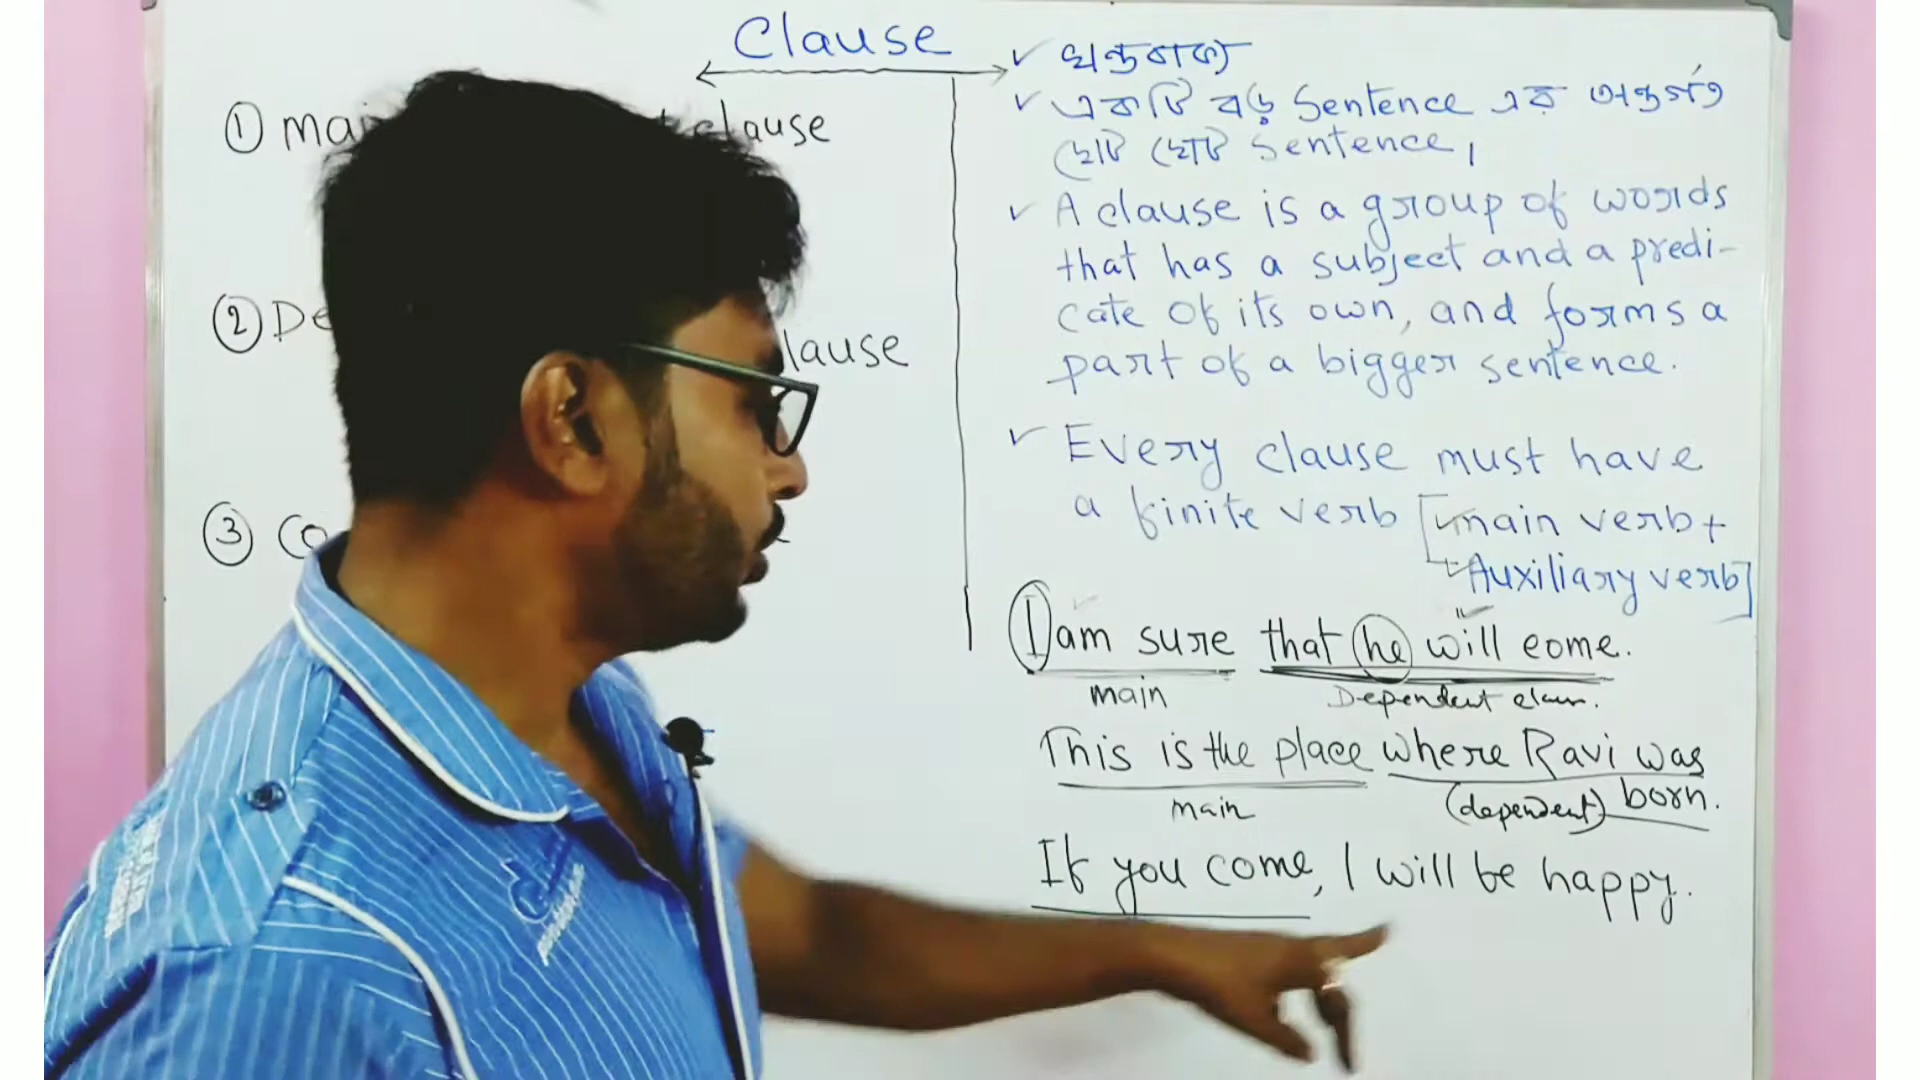 Clause
① mai clause
② De lause
③ Co
✓ খন্ডবাক্য
✓ একটি বড় Sentence এর অন্তর্গত
ছোট ছোট Sentence,
✓ A clause is a group of words
that has a subject and a predi-
cate of its own, and forms a
part of a bigger sentence.
✓ Every clause must have
a finite verb [main verb +
Auxiliary verb]
I am sure that he will come.
main Dependent
This is the place where Ravi was
main (dependent) born.
If you come, I will be happy.